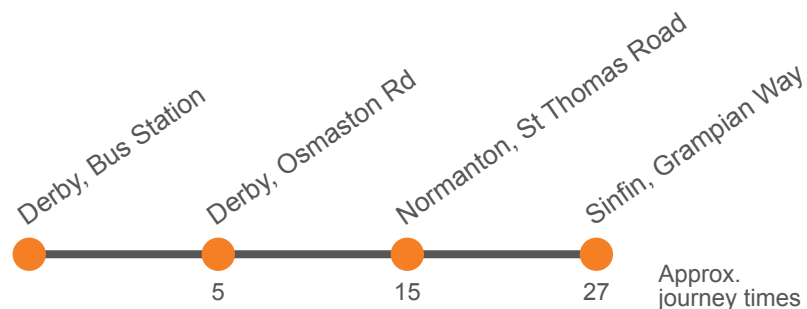 Derby, Bus Station
Derby, Osmaston Rd
Normanton, St Thomas Road
Sinfin, Grampian Way
5
15
27
Approx.
journey times